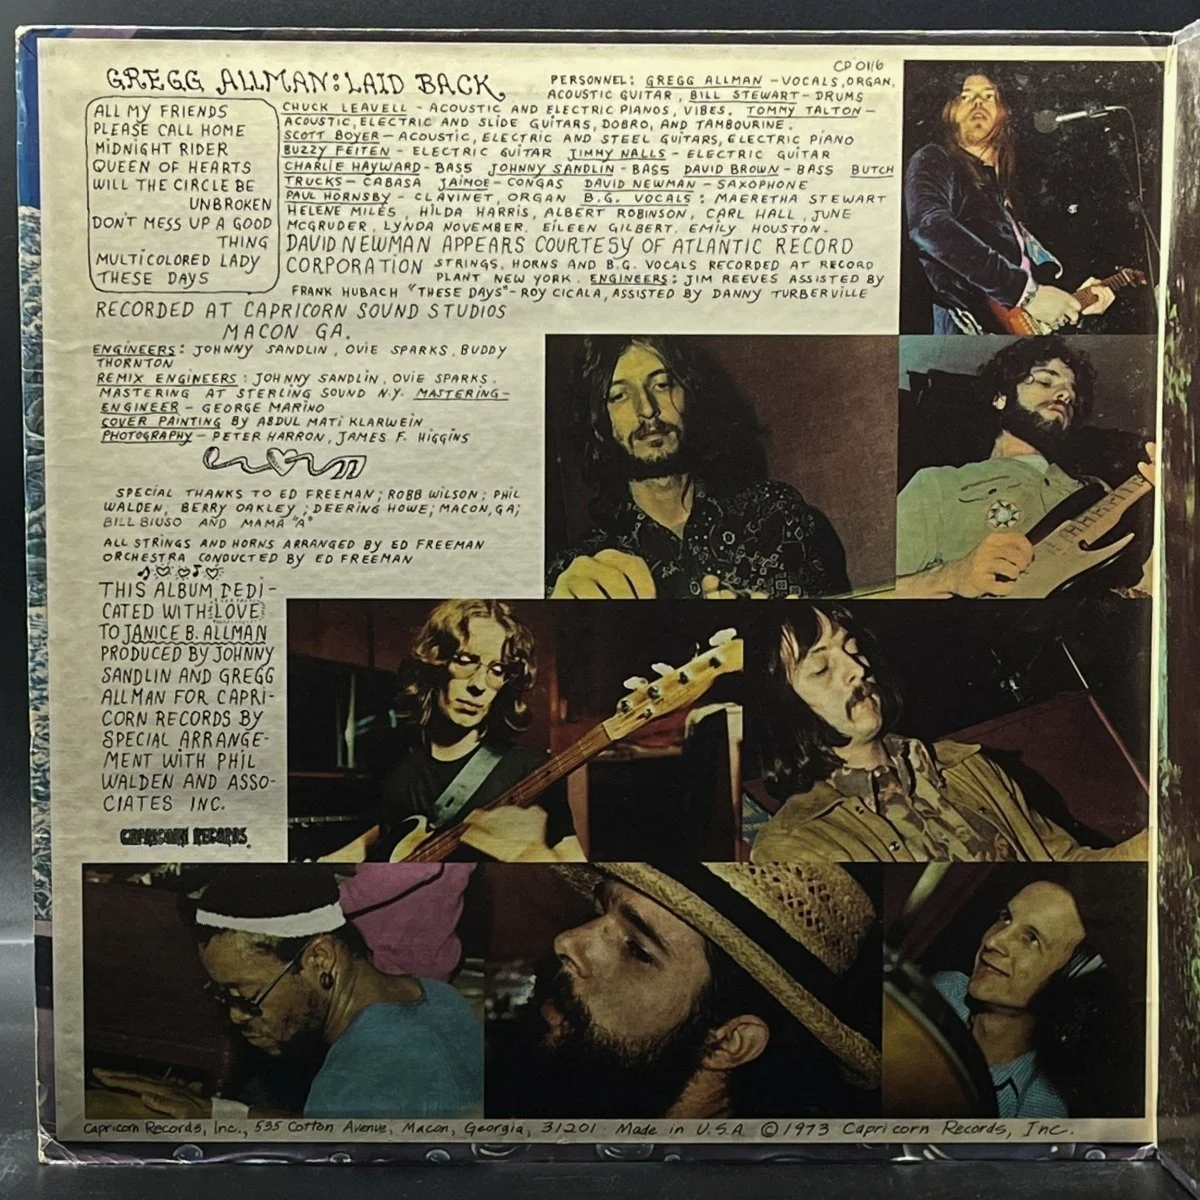 GREGG ALLMAN: LAID BACK
CP 0116
ALL MY FRIENDS
PLEASE CALL HOME
MIDNIGHT RIDER
QUEEN OF HEARTS
WILL THE CIRCLE BE
UNBROKEN
DON'T MESS UP A GOOD
THING
MULTICOLORED LADY
THESE DAYS
PERSONNEL: GREGG ALLMAN - VOCALS, ORGAN,
ACOUSTIC GUITAR, BILL STEWART - DRUMS
CHUCK LEAVELL - ACOUSTIC AND ELECTRIC PIANOS, VIBES. TOMMY TALTON -
ACOUSTIC, ELECTRIC AND SLIDE GUITARS, DOBRO, AND TAMBOURINE.
SCOTT BOYER - ACOUSTIC, ELECTRIC AND STEEL GUITARS, ELECTRIC PIANO
BUZZY FEITEN - ELECTRIC GUITAR JIMMY NALLS - ELECTRIC GUITAR
CHARLIE HAYWARD - BASS JOHNNY SANDLIN - BASS DAVID BROWN - BASS BUTCH
TRUCKS - CABASA JAIMOE - CONGAS DAVID NEWMAN - SAXOPHONE
PAUL HORNSBY - CLAVINET, ORGAN B.G. VOCALS: MAERETHA STEWART
HELENE MILES, HILDA HARRIS, ALBERT ROBINSON, CARL HALL, JUNE
MCGRUDER, LYNDA NOVEMBER, EILEEN GILBERT, EMILY HOUSTON.
DAVID NEWMAN APPEARS COURTESY OF ATLANTIC RECORD
CORPORATION STRINGS, HORNS AND B.G. VOCALS RECORDED AT RECORD
PLANT NEW YORK. ENGINEERS: JIM REEVES ASSISTED BY
FRANK HUBACH "THESE DAYS" - ROY CICALA, ASSISTED BY DANNY TURBERVILLE
RECORDED AT CAPRICORN SOUND STUDIOS
MACON GA.
ENGINEERS: JOHNNY SANDLIN, OVIE SPARKS, BUDDY
THORNTON
REMIX ENGINEERS: JOHNNY SANDLIN, OVIE SPARKS.
MASTERING AT STERLING SOUND N.Y. MASTERING-
ENGINEER - GEORGE MARINO
COVER PAINTING BY ABDUL MATI KLARWEIN
PHOTOGRAPHY - PETER HARRON, JAMES F. HIGGINS
SPECIAL THANKS TO ED FREEMAN; ROBB WILSON; PHIL
WALDEN, BERRY OAKLEY; DEERING HOWE; MACON, GA;
BILL BIUSO AND MAMA "A"
ALL STRINGS AND HORNS ARRANGED BY ED FREEMAN
ORCHESTRA CONDUCTED BY ED FREEMAN
THIS ALBUM DEDI-
CATED WITH LOVE
TO JANICE B. ALLMAN
PRODUCED BY JOHNNY
SANDLIN AND GREGG
ALLMAN FOR CAPRI-
CORN RECORDS BY
SPECIAL ARRANGE-
MENT WITH PHIL
WALDEN AND ASSO-
CIATES INC.
CAPRICORN RECORDS.
Capricorn Records, Inc., 535 Cotton Avenue, Macon, Georgia, 31201 Made in U.S.A. © 1973 Capricorn Records, Inc.